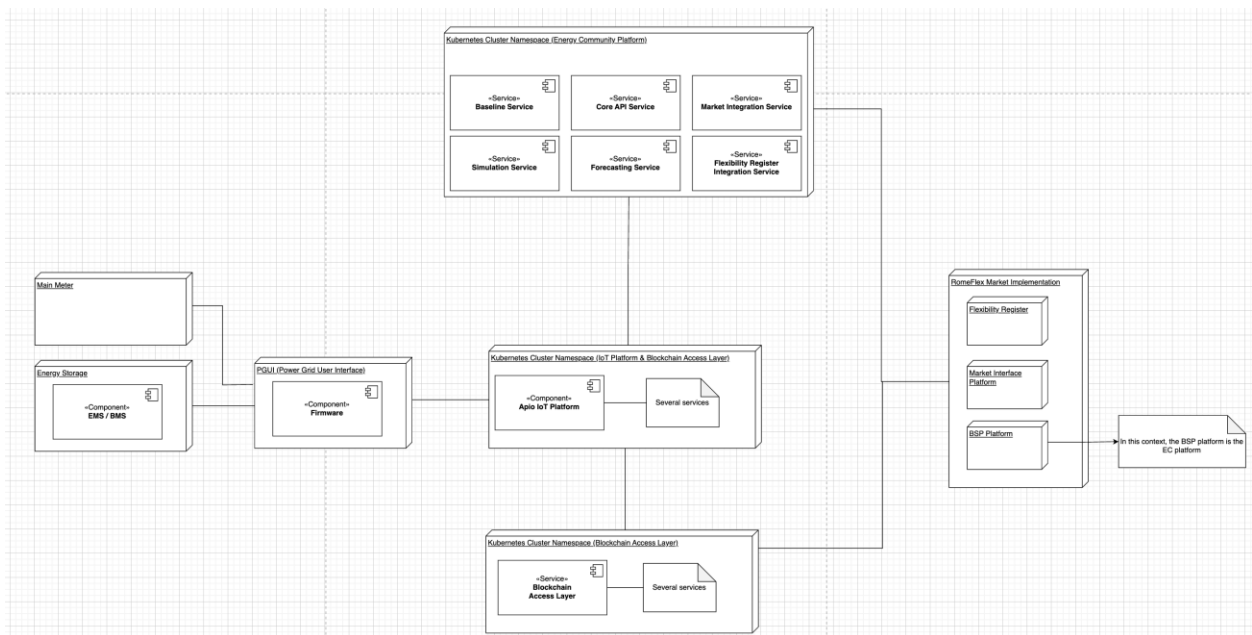 Kubernetes Cluster Namespace (Energy Community Platform)
«Service»
Baseline Service
«Service»
Core API Service
«Service»
Market Integration Service
«Service»
Simulation Service
«Service»
Forecasting Service
«Service»
Flexibility Register
Integration Service
Main Meter
Energy Storage
«Component»
EMS / BMS
PGUI (Power Grid User Interface)
«Component»
Firmware
Kubernetes Cluster Namespace (IoT Platform & Blockchain Access Layer)
«Component»
Apio IoT Platform
Several services
Kubernetes Cluster Namespace (Blockchain Access Layer)
«Service»
Blockchain
Access Layer
Several services
RomeFlex Market Implementation
Flexibility Register
Market Interface
Platform
BSP Platform
In this context, the BSP platform is the
EC platform